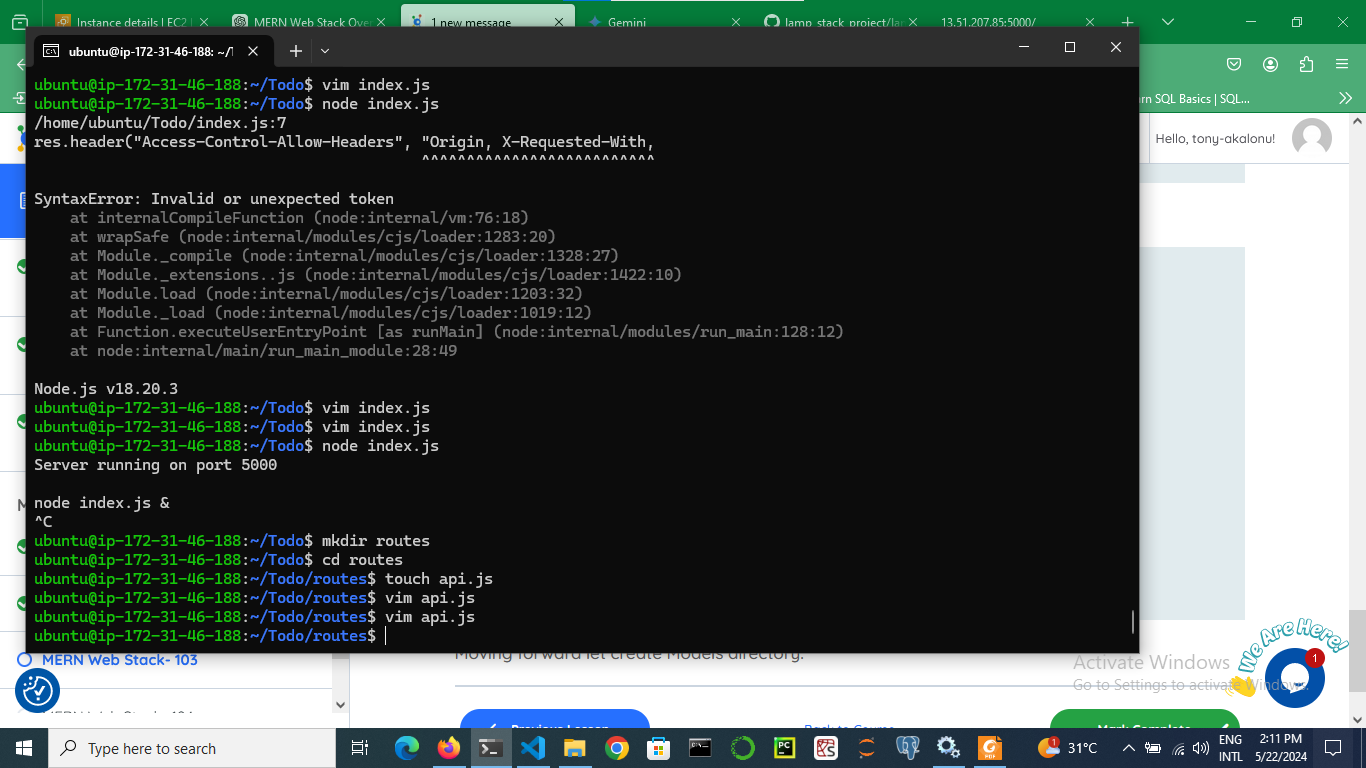 Instance details | EC2 |
MERN Web Stack Ove
1 new message
Gemini
lamp_stack_project/la
13.51.207.85:5000/
ubuntu@ip-172-31-46-188: ~/T
rn SQL Basics | SQL...
Hello, tony-akalonu!
ubuntu@ip-172-31-46-188:~/Todo$ vim index.js
ubuntu@ip-172-31-46-188:~/Todo$ node index.js
/home/ubuntu/Todo/index.js:7
res.header("Access-Control-Allow-Headers", "Origin, X-Requested-With,
^^^^^^^^^^^^^^^^^^^^^^^^^^
SyntaxError: Invalid or unexpected token
at internalCompileFunction (node:internal/vm:76:18)
at wrapSafe (node:internal/modules/cjs/loader:1283:20)
at Module._compile (node:internal/modules/cjs/loader:1328:27)
at Module._extensions..js (node:internal/modules/cjs/loader:1422:10)
at Module.load (node:internal/modules/cjs/loader:1203:32)
at Module._load (node:internal/modules/cjs/loader:1019:12)
at Function.executeUserEntryPoint [as runMain] (node:internal/modules/run_main:128:12)
at node:internal/main/run_main_module:28:49
Node.js v18.20.3
ubuntu@ip-172-31-46-188:~/Todo$ vim index.js
ubuntu@ip-172-31-46-188:~/Todo$ vim index.js
ubuntu@ip-172-31-46-188:~/Todo$ node index.js
Server running on port 5000
node index.js &
^C
ubuntu@ip-172-31-46-188:~/Todo$ mkdir routes
ubuntu@ip-172-31-46-188:~/Todo$ cd routes
ubuntu@ip-172-31-46-188:~/Todo/routes$ touch api.js
ubuntu@ip-172-31-46-188:~/Todo/routes$ vim api.js
ubuntu@ip-172-31-46-188:~/Todo/routes$ vim api.js
ubuntu@ip-172-31-46-188:~/Todo/routes$
M
MERN Web Stack- 103
Moving forward let create Models directory.
We Are Here!
1
Activate Windows
Go to Settings to activate Windows.
Previous Lesson
Back to Course
Mark Complete
Type here to search
1
31°C
ENG
INTL
2:11 PM
5/22/2024